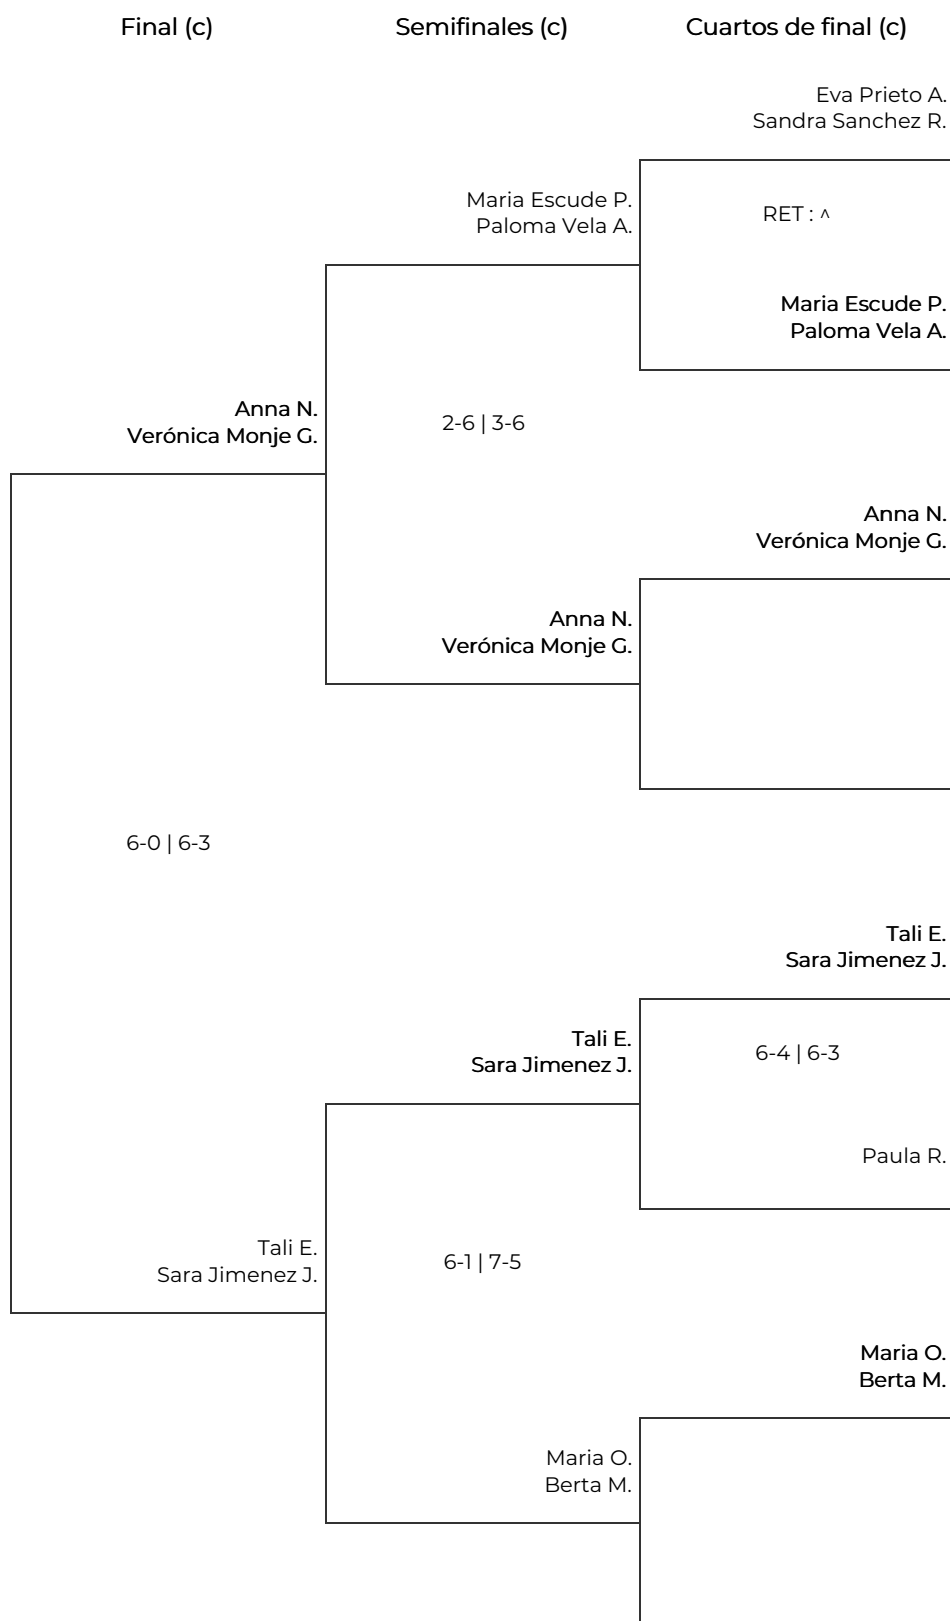 Final (c)
Semifinales (c)
Cuartos de final (c)
Eva Prieto A.
Sandra Sanchez R.
Maria Escude P.
Paloma Vela A.
RET : ^
Maria Escude P.
Paloma Vela A.
Anna N.
Verónica Monje G.
2-6 | 3-6
Anna N.
Verónica Monje G.
Anna N.
Verónica Monje G.
6-0 | 6-3
Tali E.
Sara Jimenez J.
Tali E.
Sara Jimenez J.
6-4 | 6-3
Paula R.
Tali E.
Sara Jimenez J.
6-1 | 7-5
Maria O.
Berta M.
Maria O.
Berta M.